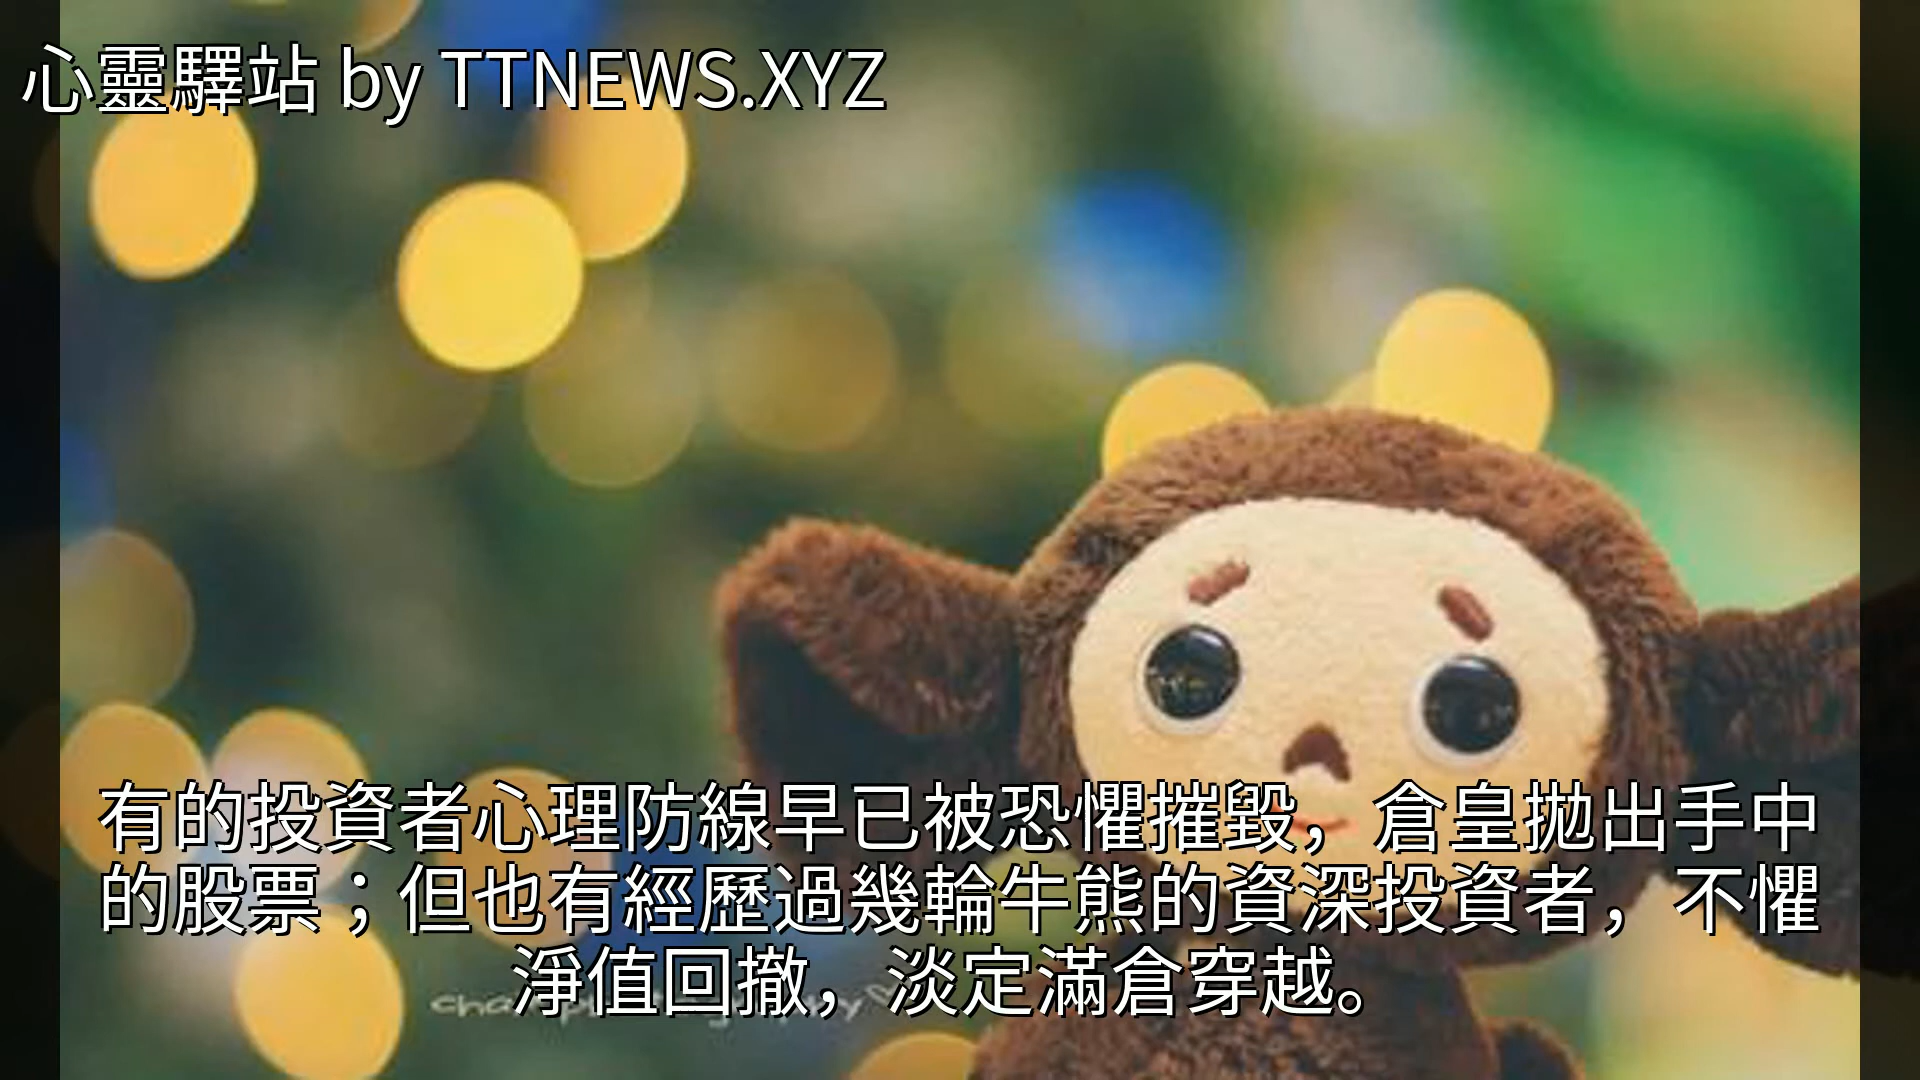 心靈驛站 by TTNEWS.XYZ
有的投資者心理防線早已被恐懼摧毀，倉皇拋出手中
的股票；但也有經歷過幾輪牛熊的資深投資者，不懼
淨值回撤，淡定滿倉穿越。